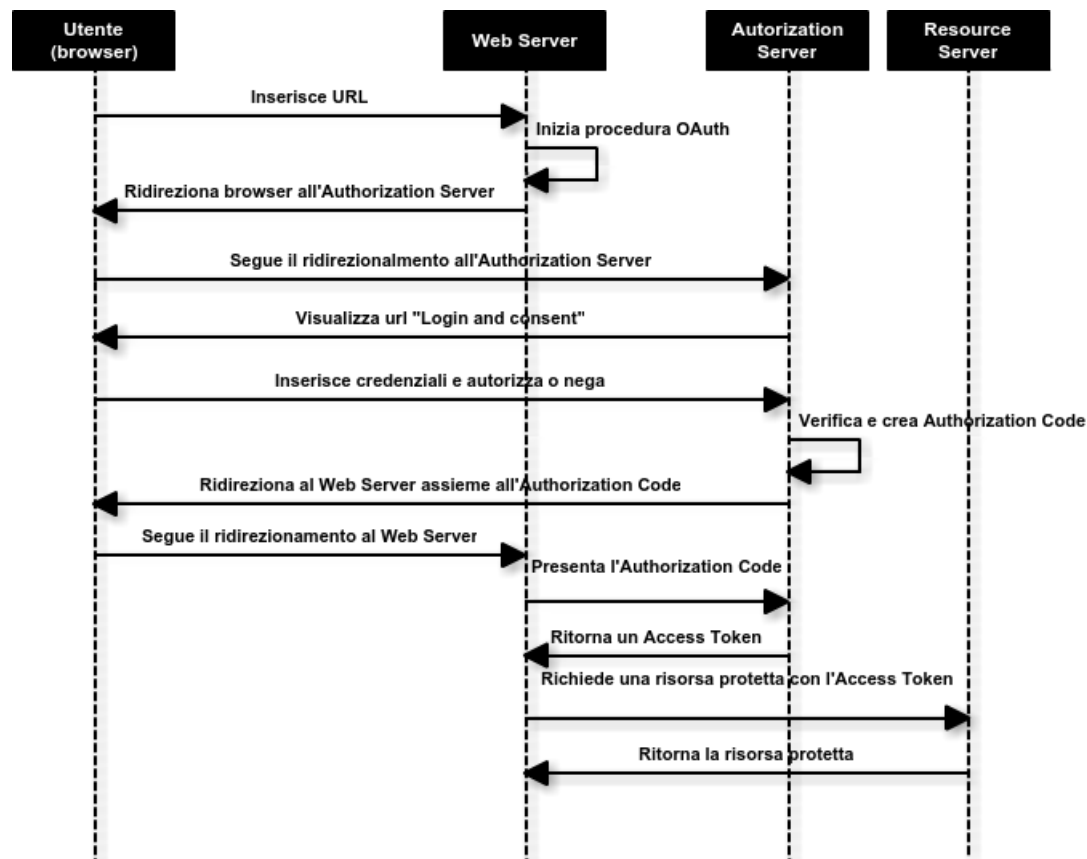 Utente
(browser)
Web Server
Autorization
Server
Resource
Server
Inserisce URL
Inizia procedura OAuth
Ridireziona browser all'Authorization Server
Segue il ridirezionalmento all'Authorization Server
Visualizza url "Login and consent"
Inserisce credenziali e autorizza o nega
Verifica e crea Authorization Code
Ridireziona al Web Server assieme all'Authorization Code
Segue il ridirezionamento al Web Server
Presenta l'Authorization Code
Ritorna un Access Token
Richiede una risorsa protetta con l'Access Token
Ritorna la risorsa protetta